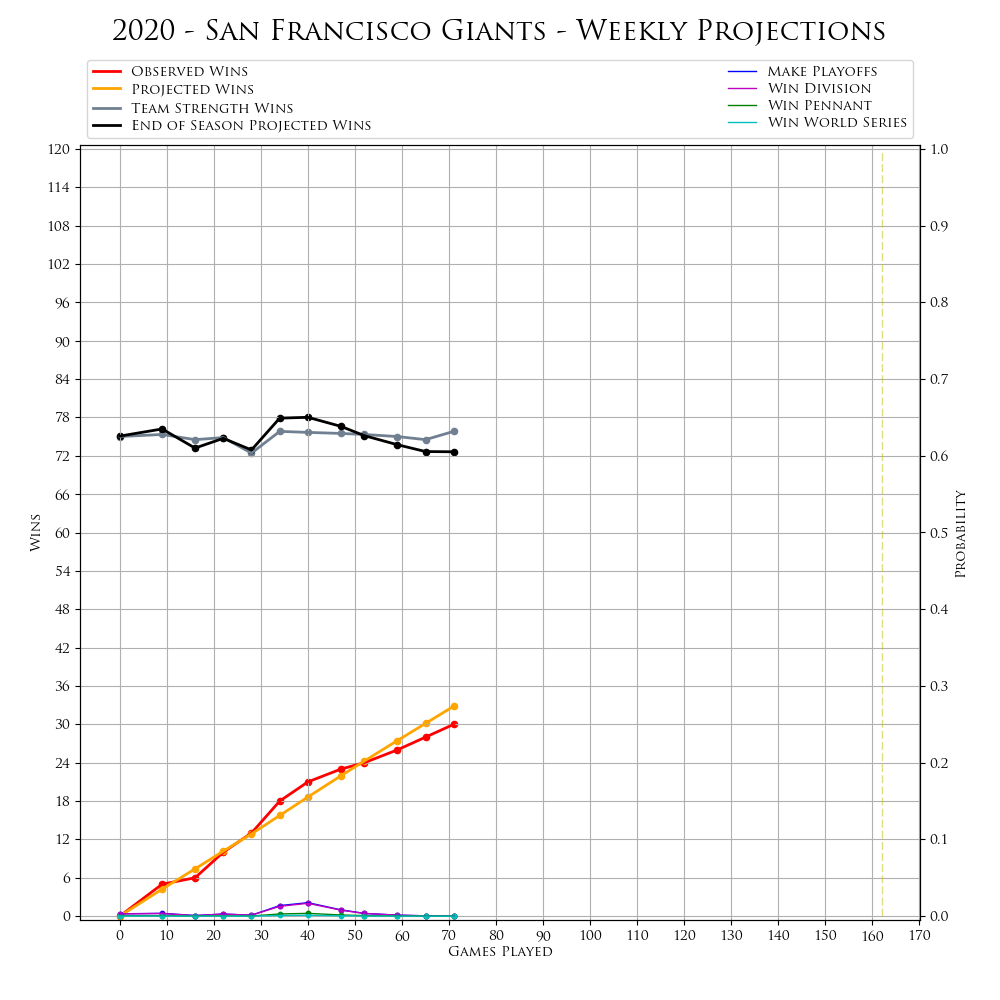 2020 - San Francisco Giants - Weekly Projections
Observed Wins
Projected Wins
Team Strength Wins
End of Season Projected Wins
Make Playoffs
Win Division
Win Pennant
Win World Series
120
114
108
102
96
90
84
78
72
66
60
54
48
42
36
30
24
18
12
6
0
Wins
1.0
0.9
0.8
0.7
0.6
0.5
0.4
0.3
0.2
0.1
0.0
Probability
0 10 20 30 40 50 60 70 80 90 100 110 120 130 140 150 160 170
Games Played